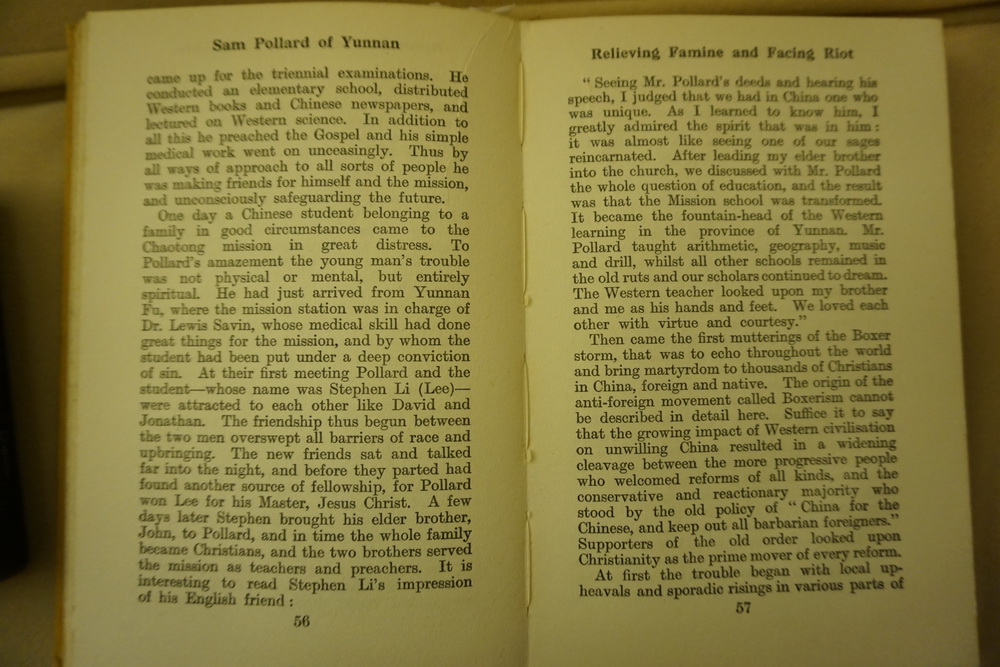 Sam Pollard of Yunnan
came up for the triennial examinations. He
conducted an elementary school, distributed
Western books and Chinese newspapers, and
lectured on Western science. In addition to
all this he preached the Gospel and his simple
medical work went on unceasingly. Thus by
all ways of approach to all sorts of people he
was making friends for himself and the mission,
and unconsciously safeguarding the future.
One day a Chinese student belonging to a
family in good circumstances came to the
Chaotong mission in great distress. To
Pollard's amazement the young man's trouble
was not physical or mental, but entirely
spiritual. He had just arrived from Yunnan
Fu, where the mission station was in charge of
Dr. Lewis Savin, whose medical skill had done
great things for the mission, and by whom the
student had been put under a deep conviction
of sin. At their first meeting Pollard and the
student—whose name was Stephen Li (Lee)—
were attracted to each other like David and
Jonathan. The friendship thus begun between
the two men overswept all barriers of race and
upbringing. The new friends sat and talked
far into the night, and before they parted had
found another source of fellowship, for Pollard
won Lee for his Master, Jesus Christ. A few
days later Stephen brought his elder brother,
John, to Pollard, and in time the whole family
became Christians, and the two brothers served
the mission as teachers and preachers. It is
interesting to read Stephen Li's impression
of his English friend :
56
Relieving Famine and Facing Riot
" Seeing Mr. Pollard's deeds and hearing his
speech, I judged that we had in China one who
was unique. As I learned to know him, I
greatly admired the spirit that was in him :
it was almost like seeing one of our sages
reincarnated. After leading my elder brother
into the church, we discussed with Mr. Pollard
the whole question of education, and the result
was that the Mission school was transformed.
It became the fountain-head of the Western
learning in the province of Yunnan. Mr.
Pollard taught arithmetic, geography, music
and drill, whilst all other schools remained in
the old ruts and our scholars continued to dream.
The Western teacher looked upon my brother
and me as his hands and feet. We loved each
other with virtue and courtesy."
Then came the first mutterings of the Boxer
storm, that was to echo throughout the world
and bring martyrdom to thousands of Christians
in China, foreign and native. The origin of the
anti-foreign movement called Boxerism cannot
be described in detail here. Suffice it to say
that the growing impact of Western civilisation
on unwilling China resulted in a widening
cleavage between the more progressive people
who welcomed reforms of all kinds, and the
conservative and reactionary majority who
stood by the old policy of " China for the
Chinese, and keep out all barbarian foreigners."
Supporters of the old order looked upon
Christianity as the prime mover of every reform.
At first the trouble began with local up-
heavals and sporadic risings in various parts of
57